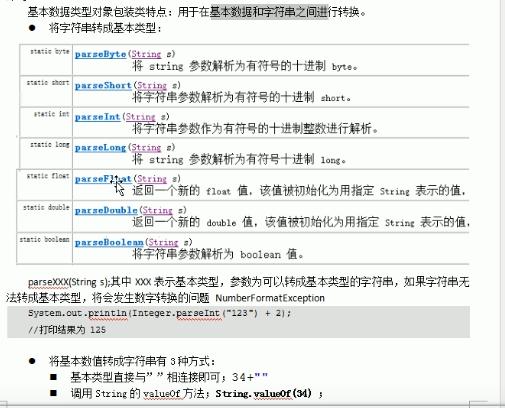 基本数据类型对象包装类特点：用于在基本数据和字符串之间进行转换。
● 将字符串转成基本类型：
static byte parseByte(String s)
将 string 参数解析为有符号的十进制 byte。
static short parseShort(String s)
将字符串参数解析为有符号的十进制 short。
static int parseInt(String s)
将字符串参数作为有符号的十进制整数进行解析。
static long parseLong(String s)
将 string 参数解析为有符号十进制 long。
static float parseFloat(String s)
返回一个新的 float 值，该值被初始化为用指定 String 表示的值，
static double parseDouble(String s)
返回一个新的 double 值，该值被初始化为用指定 String 表示的值，
static boolean parseBoolean(String s)
将字符串参数解析为 boolean 值。
parseXXX(String s);其中 XXX 表示基本类型，参数为可以转成基本类型的字符串，如果字符串无
法转成基本类型，将会发生数字转换的问题 NumberFormatException
System.out.println(Integer.parseInt("123") + 2);
//打印结果为 125
● 将基本数值转成字符串有 3 种方式：
■ 基本类型直接与” ”相连接即可；34+""
■ 调用 String 的 valueOf 方法；String.valueOf(34) ；